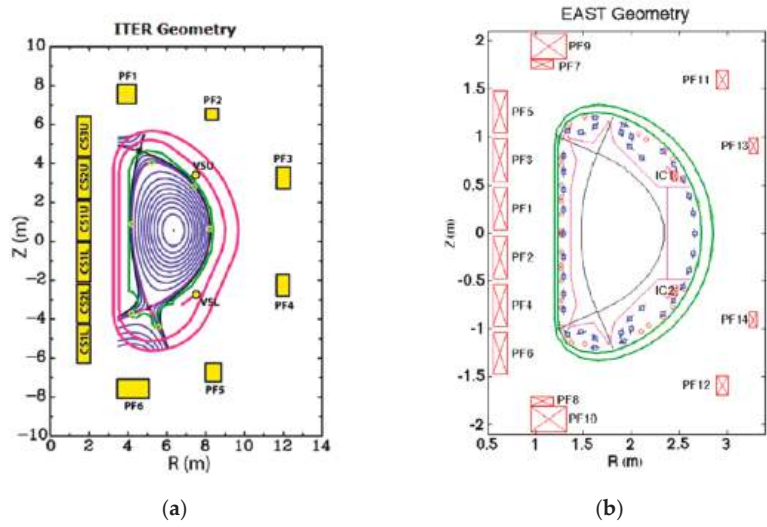 ITER Geometry
10
8
6
4
2
0
-2
-4
-6
-8
-10
Z (m)
0 2 4 6 8 10 12 14
R (m)
PF1
PF2
PF3
PF4
PF5
PF6
CS3U
CS2U
CS1U
CS1L
CS2L
CS1L
VSU
VSL
(a)
EAST Geometry
2
1.5
1
0.5
0
-0.5
-1
-1.5
-2
Z(m)
0.5 1 1.5 2 2.5 3
R (m)
PF9
PF7
PF11
PF5
PF13
PF3
IC1
PF1
PF2
IC2
PF4
PF14
PF6
PF12
PF8
PF10
(b)